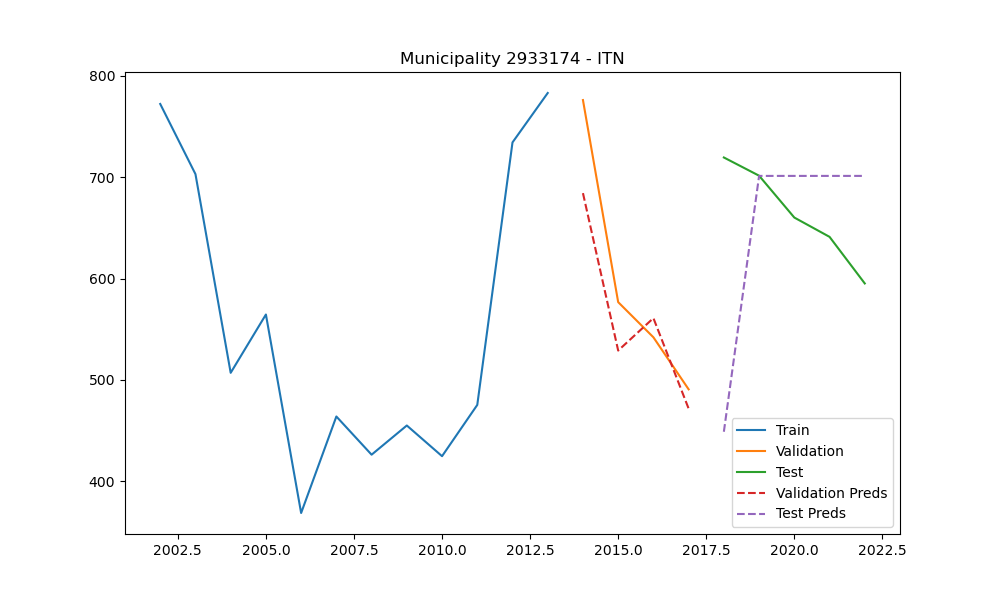 Municipality 2933174 - ITN
800
700
600
500
400
2002.5 2005.0 2007.5 2010.0 2012.5 2015.0 2017.5 2020.0 2022.5
Train
Validation
Test
Validation Preds
Test Preds